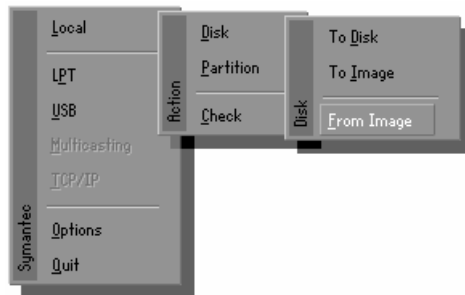 Local
LPT
USB
Multicasting
TCP/IP
Options
Quit
Symantec
Disk
Partition
Check
Action
To Disk
To Image
From Image
Disk